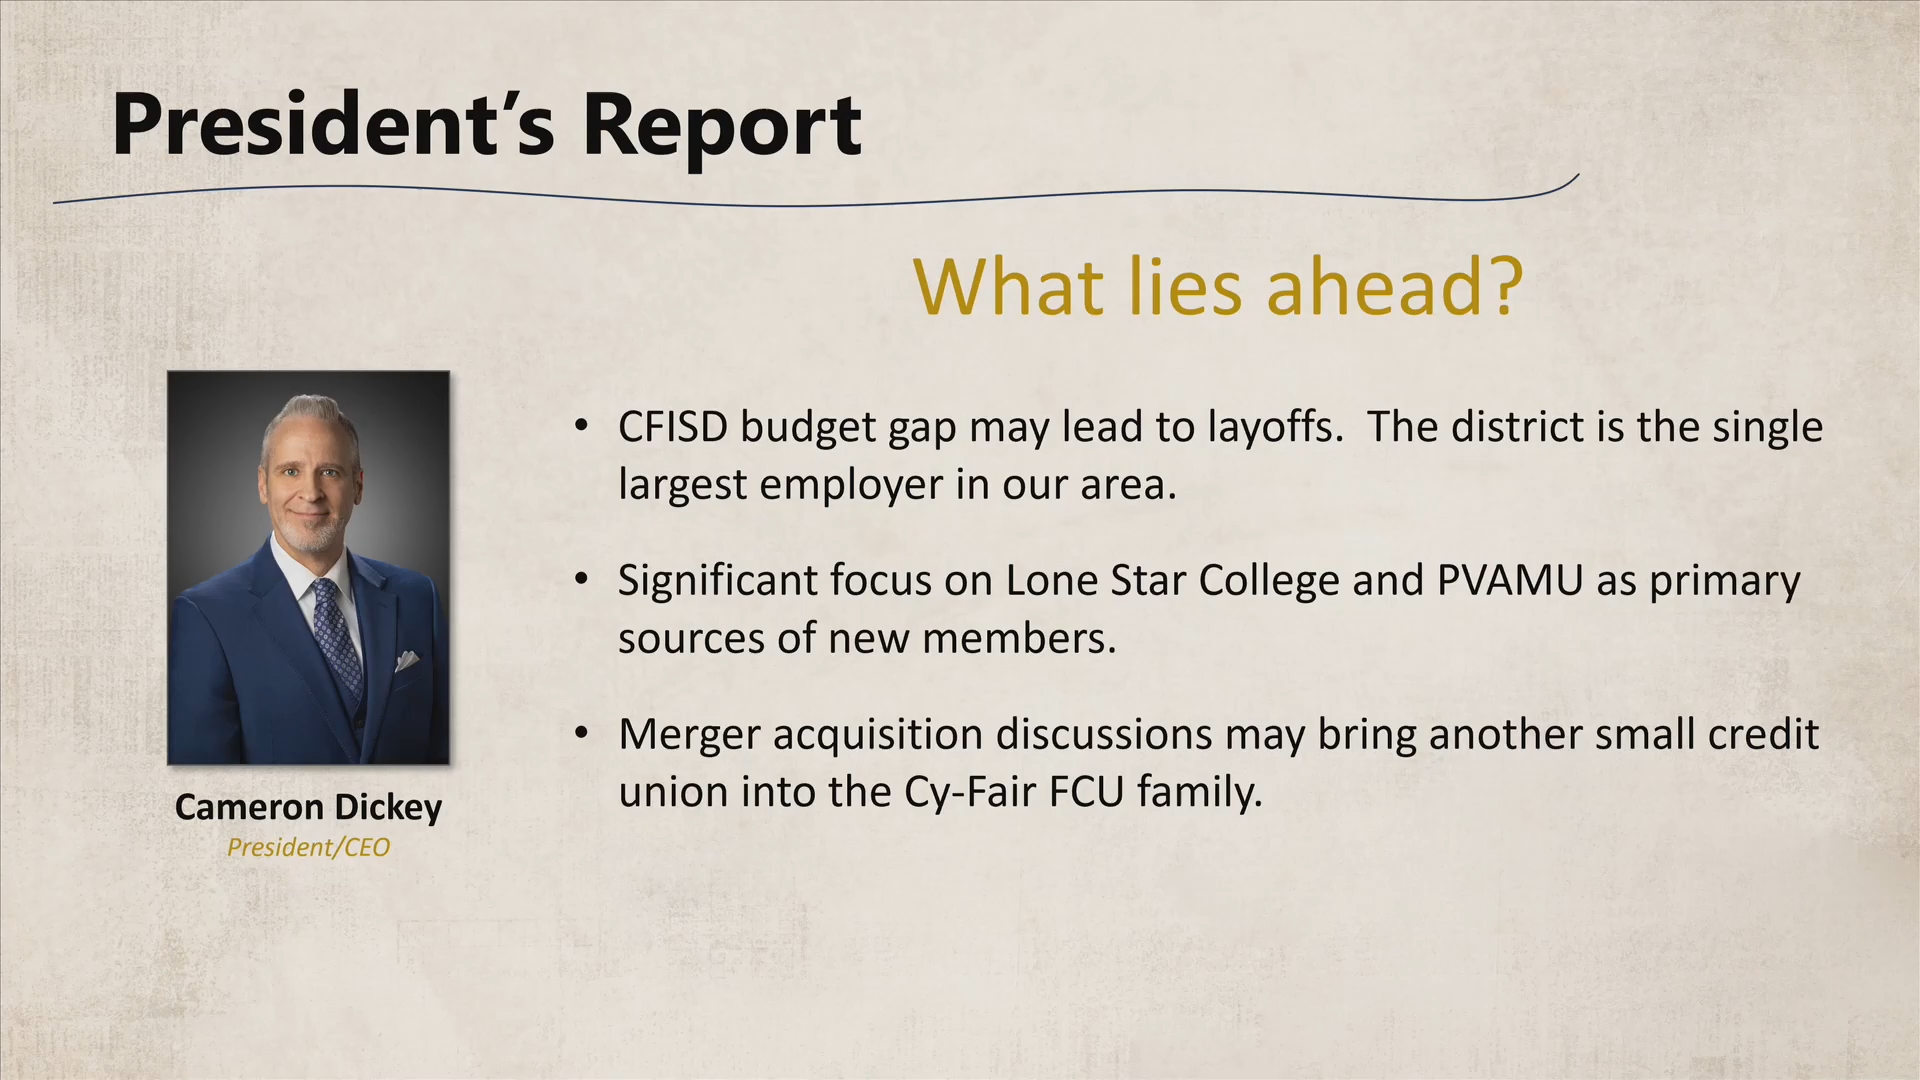 President’s Report
What lies ahead?
• CFISD budget gap may lead to layoffs.  The district is the single
largest employer in our area.
• Significant focus on Lone Star College and PVAMU as primary
sources of new members.
• Merger acquisition discussions may bring another small credit
union into the Cy-Fair FCU family.
Cameron Dickey
President/CEO